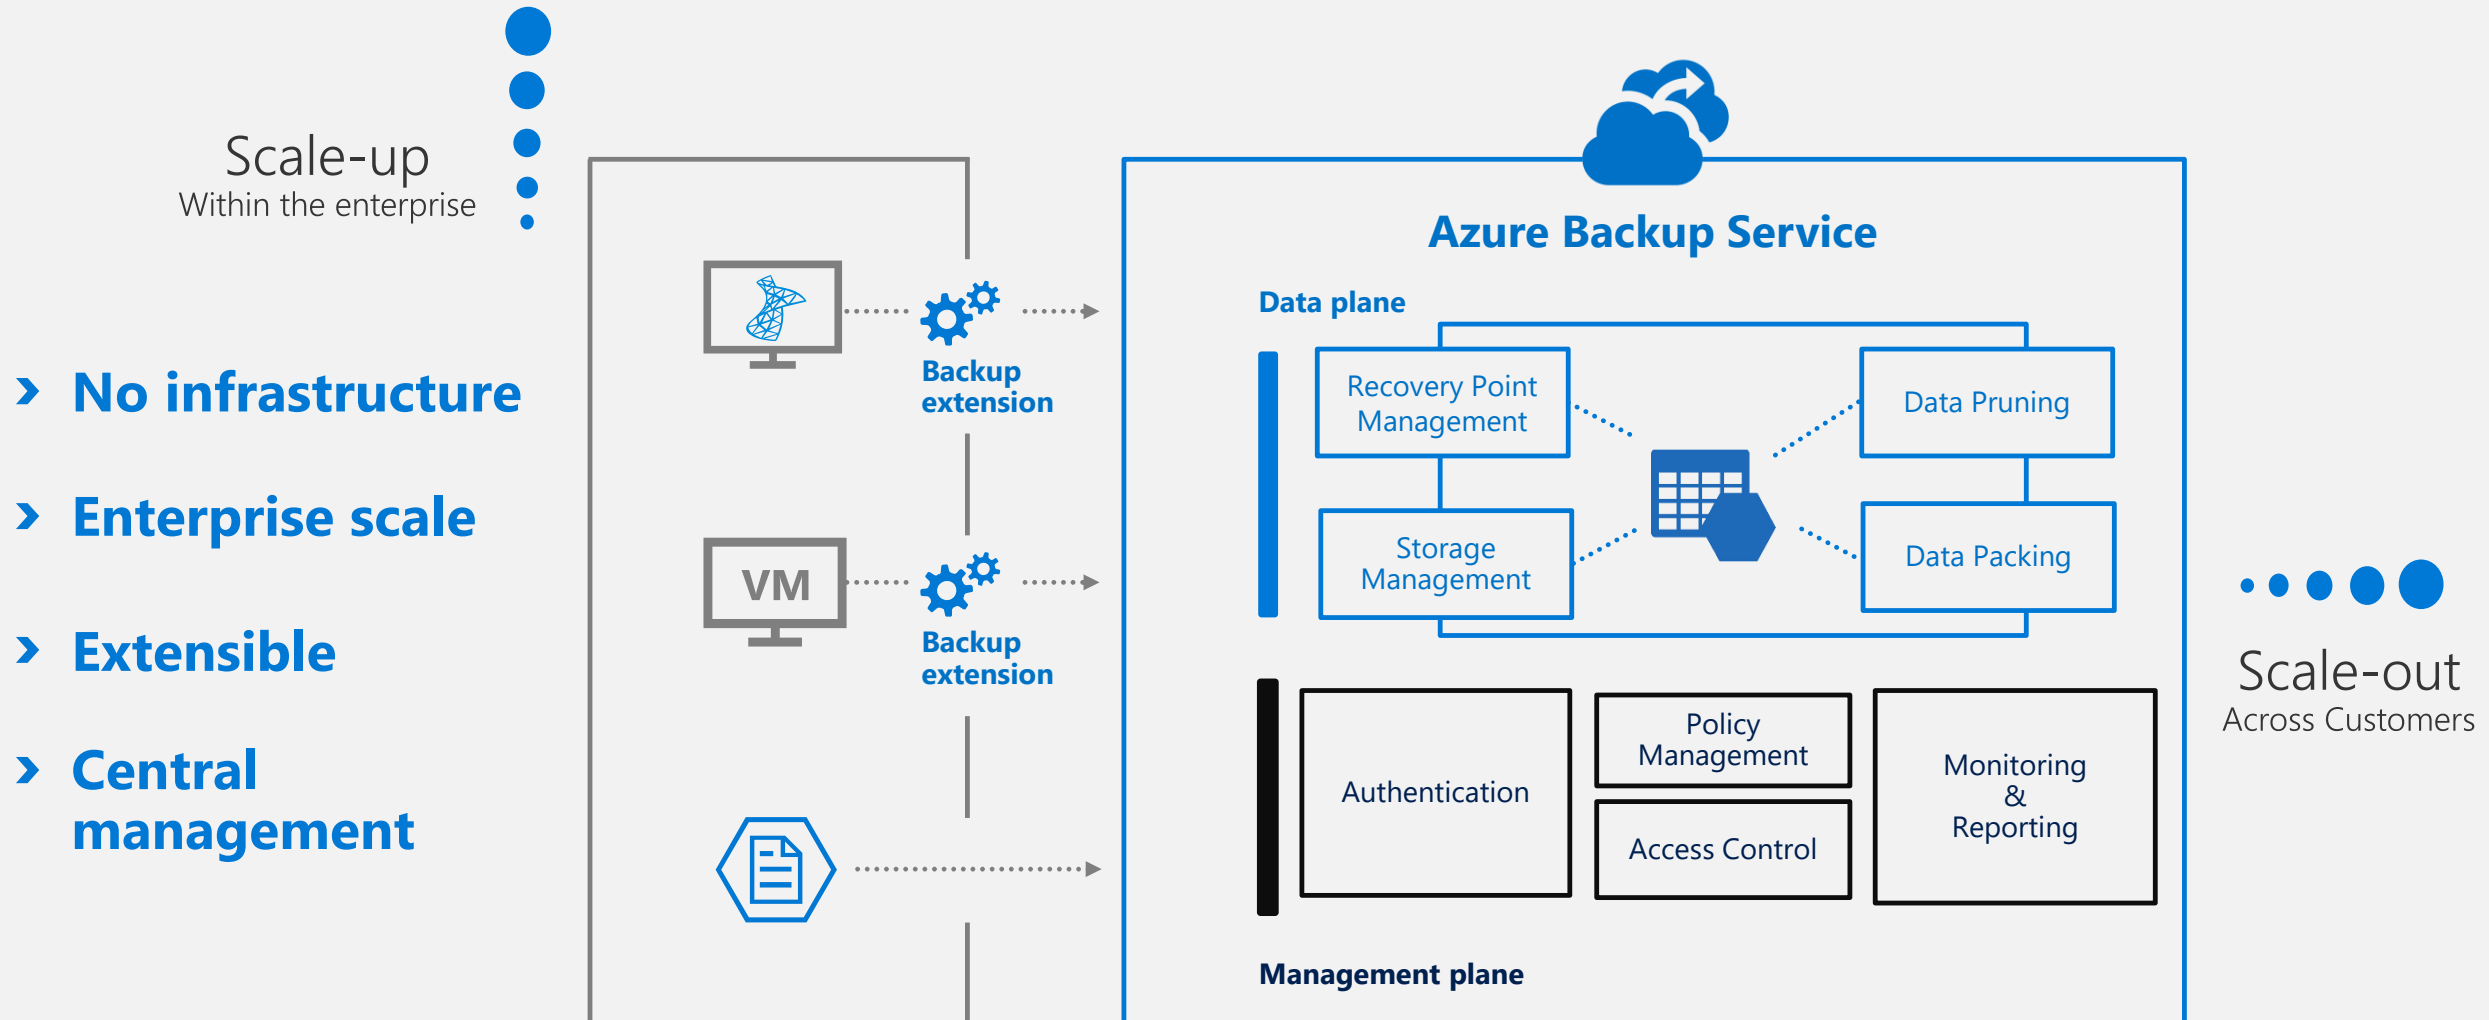 Scale-up
Within the enterprise
No infrastructure
Enterprise scale
Extensible
Central
management
Backup
extension
VM
Backup
extension
Azure Backup Service
Data plane
Recovery Point
Management
Data Pruning
Storage
Management
Data Packing
Authentication
Policy
Management
Access Control
Monitoring
&
Reporting
Management plane
Scale-out
Across Customers